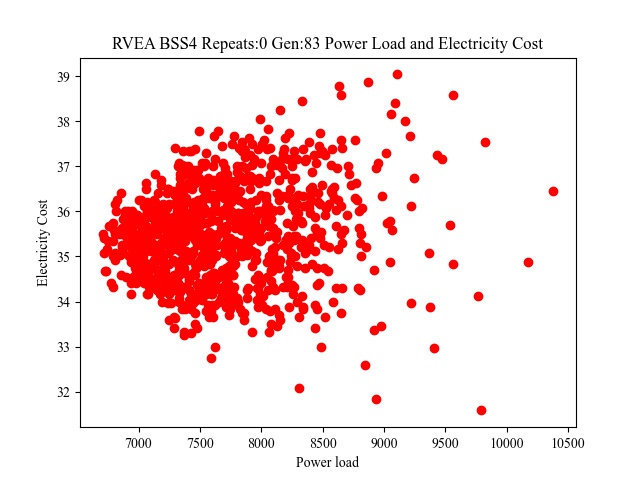 RVEA BSS4 Repeats:0 Gen:83 Power Load and Electricity Cost
39
38
37
36
35
34
33
32
Electricity Cost
7000 7500 8000 8500 9000 9500 10000 10500
Power load